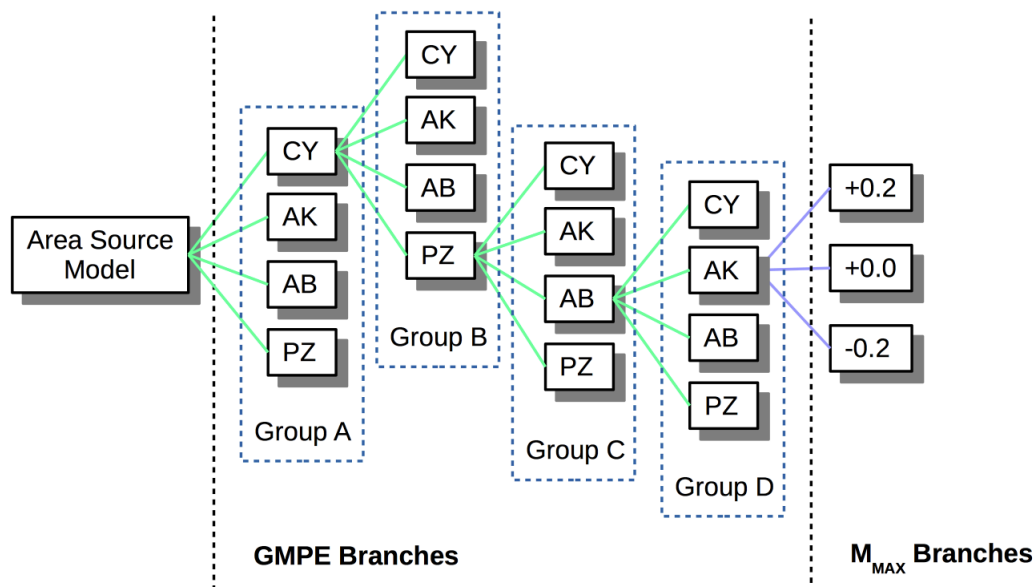 Area Source
Model
CY
AK
AB
PZ
Group A
CY
AK
AB
PZ
Group B
CY
AK
AB
PZ
Group C
CY
AK
AB
PZ
Group D
+0.2
+0.0
-0.2
GMPE Branches
MMAX Branches